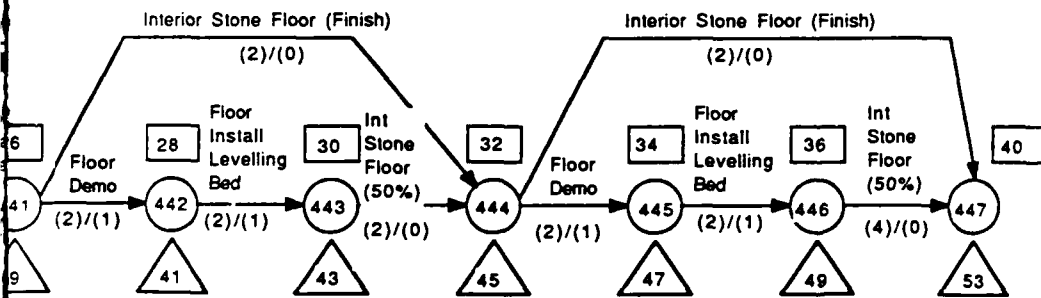 Interior Stone Floor (Finish)
(2)/(0)
Interior Stone Floor (Finish)
(2)/(0)
26
Floor
Demo
(2)/(1)
28
Floor
Install
Levelling
Bed
(2)/(1)
30
Int
Stone
Floor
(50%)
(2)/(0)
32
Floor
Demo
(2)/(1)
34
Floor
Install
Levelling
Bed
(2)/(1)
36
Int
Stone
Floor
(50%)
(4)/(0)
40
41
442
443
444
445
446
447
9
41
43
45
47
49
53